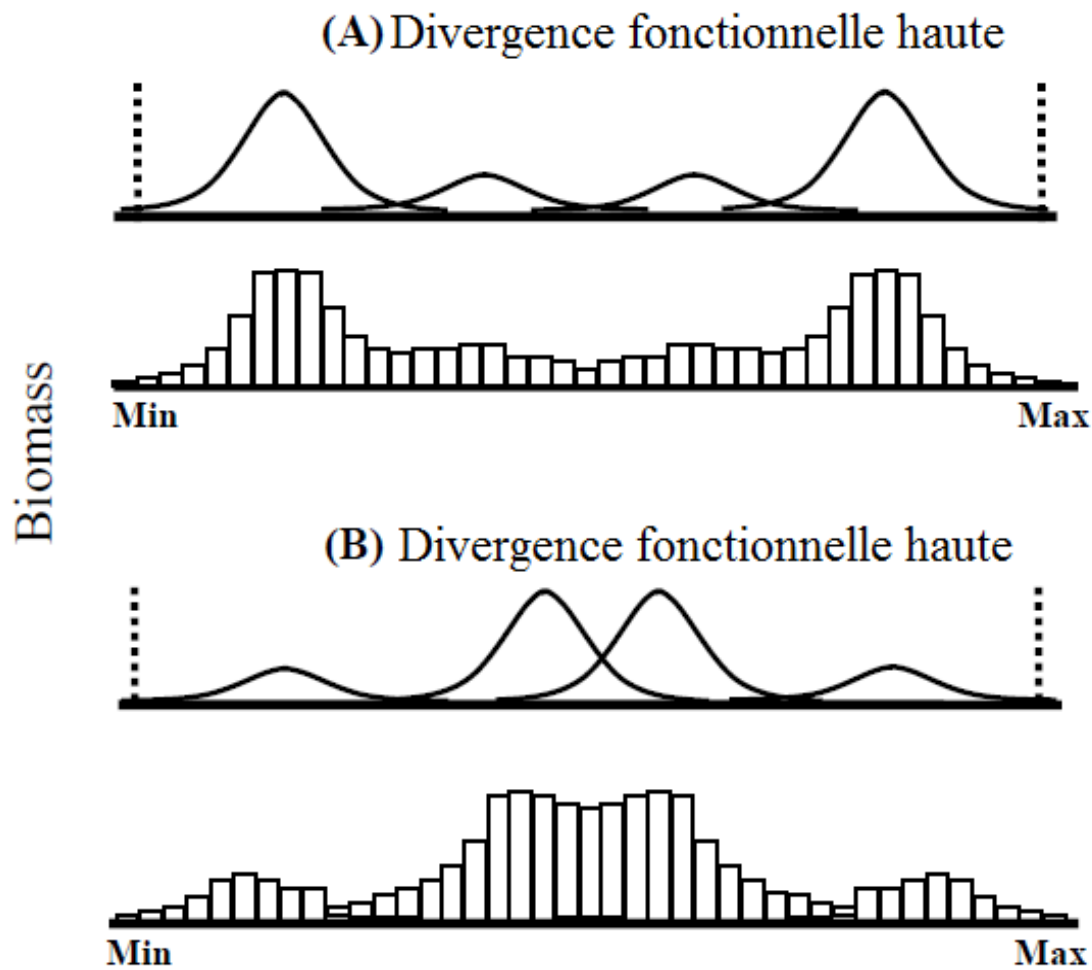 (A) Divergence fonctionnelle haute
Min Max
Biomass
(B) Divergence fonctionnelle haute
Min Max